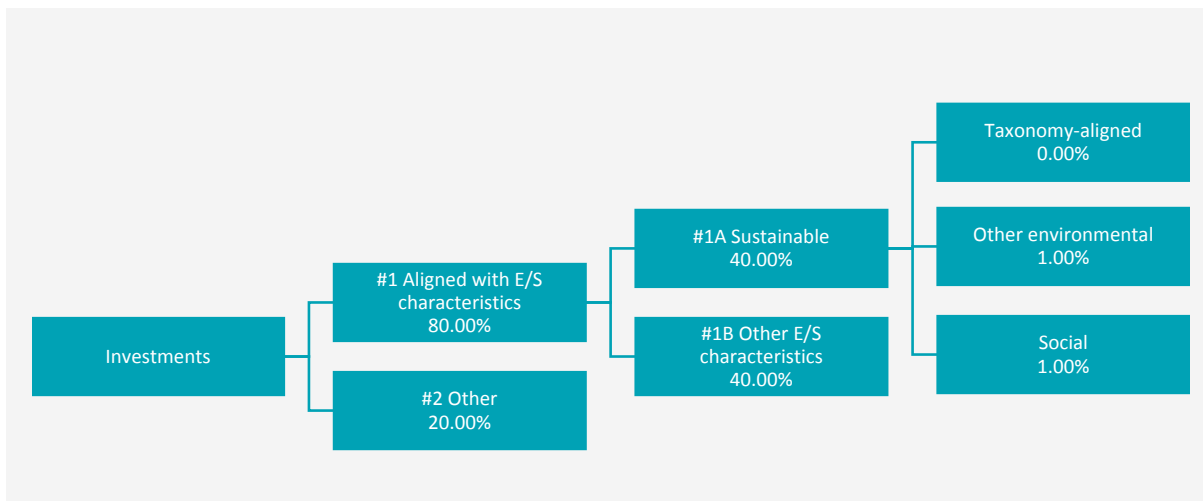 Investments
#1 Aligned with E/S
characteristics
80.00%
#2 Other
20.00%
#1A Sustainable
40.00%
#1B Other E/S
characteristics
40.00%
Taxonomy-aligned
0.00%
Other environmental
1.00%
Social
1.00%